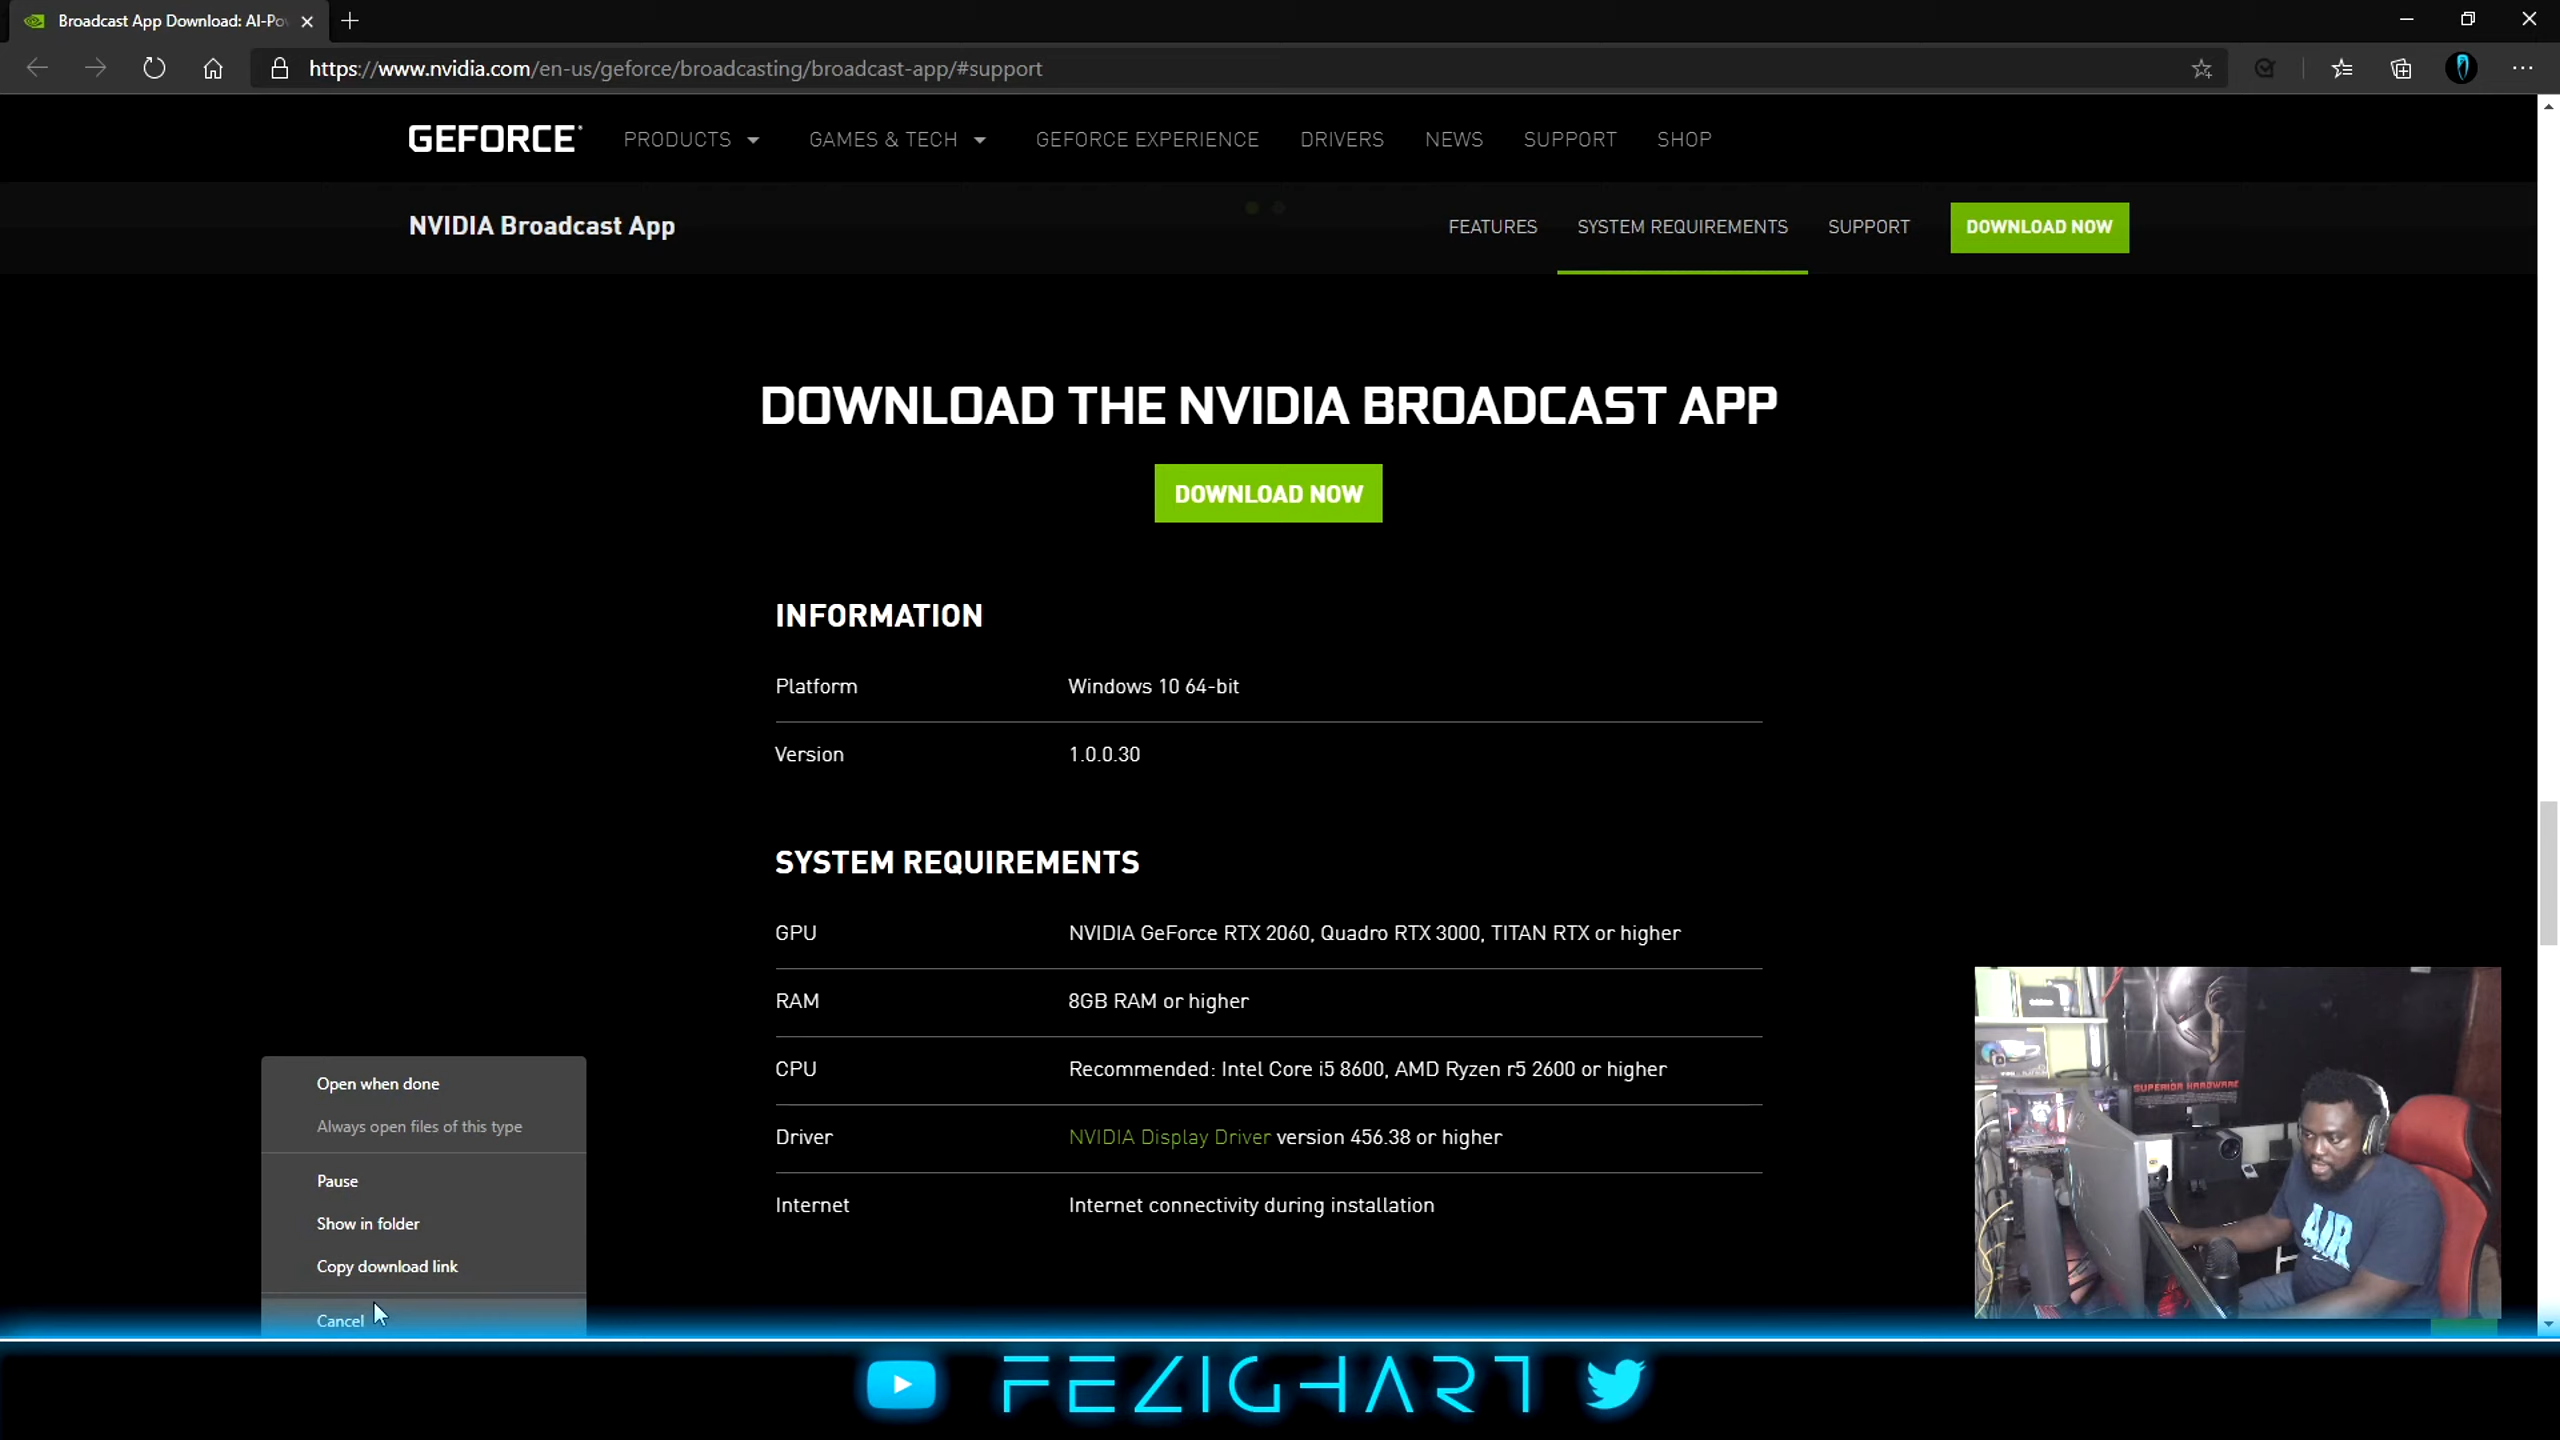 Broadcast App Download: AI-Po
https://www.nvidia.com/en-us/geforce/broadcasting/broadcast-app/#support
GEFORCE
PRODUCTS
GAMES & TECH
GEFORCE EXPERIENCE
DRIVERS
NEWS
SUPPORT
SHOP
NVIDIA Broadcast App
FEATURES
SYSTEM REQUIREMENTS
SUPPORT
DOWNLOAD NOW
DOWNLOAD THE NVIDIA BROADCAST APP
DOWNLOAD NOW
INFORMATION
Platform Windows 10 64-bit
Version 1.0.0.30
SYSTEM REQUIREMENTS
GPU NVIDIA GeForce RTX 2060, Quadro RTX 3000, TITAN RTX or higher
RAM 8GB RAM or higher
CPU Recommended: Intel Core i5 8600, AMD Ryzen r5 2600 or higher
Driver NVIDIA Display Driver version 456.38 or higher
Internet Internet connectivity during installation
Open when done
Always open files of this type
Pause
Show in folder
Copy download link
Cancel
SUPERIOR HARDWARE
AIR
FEZIGHART